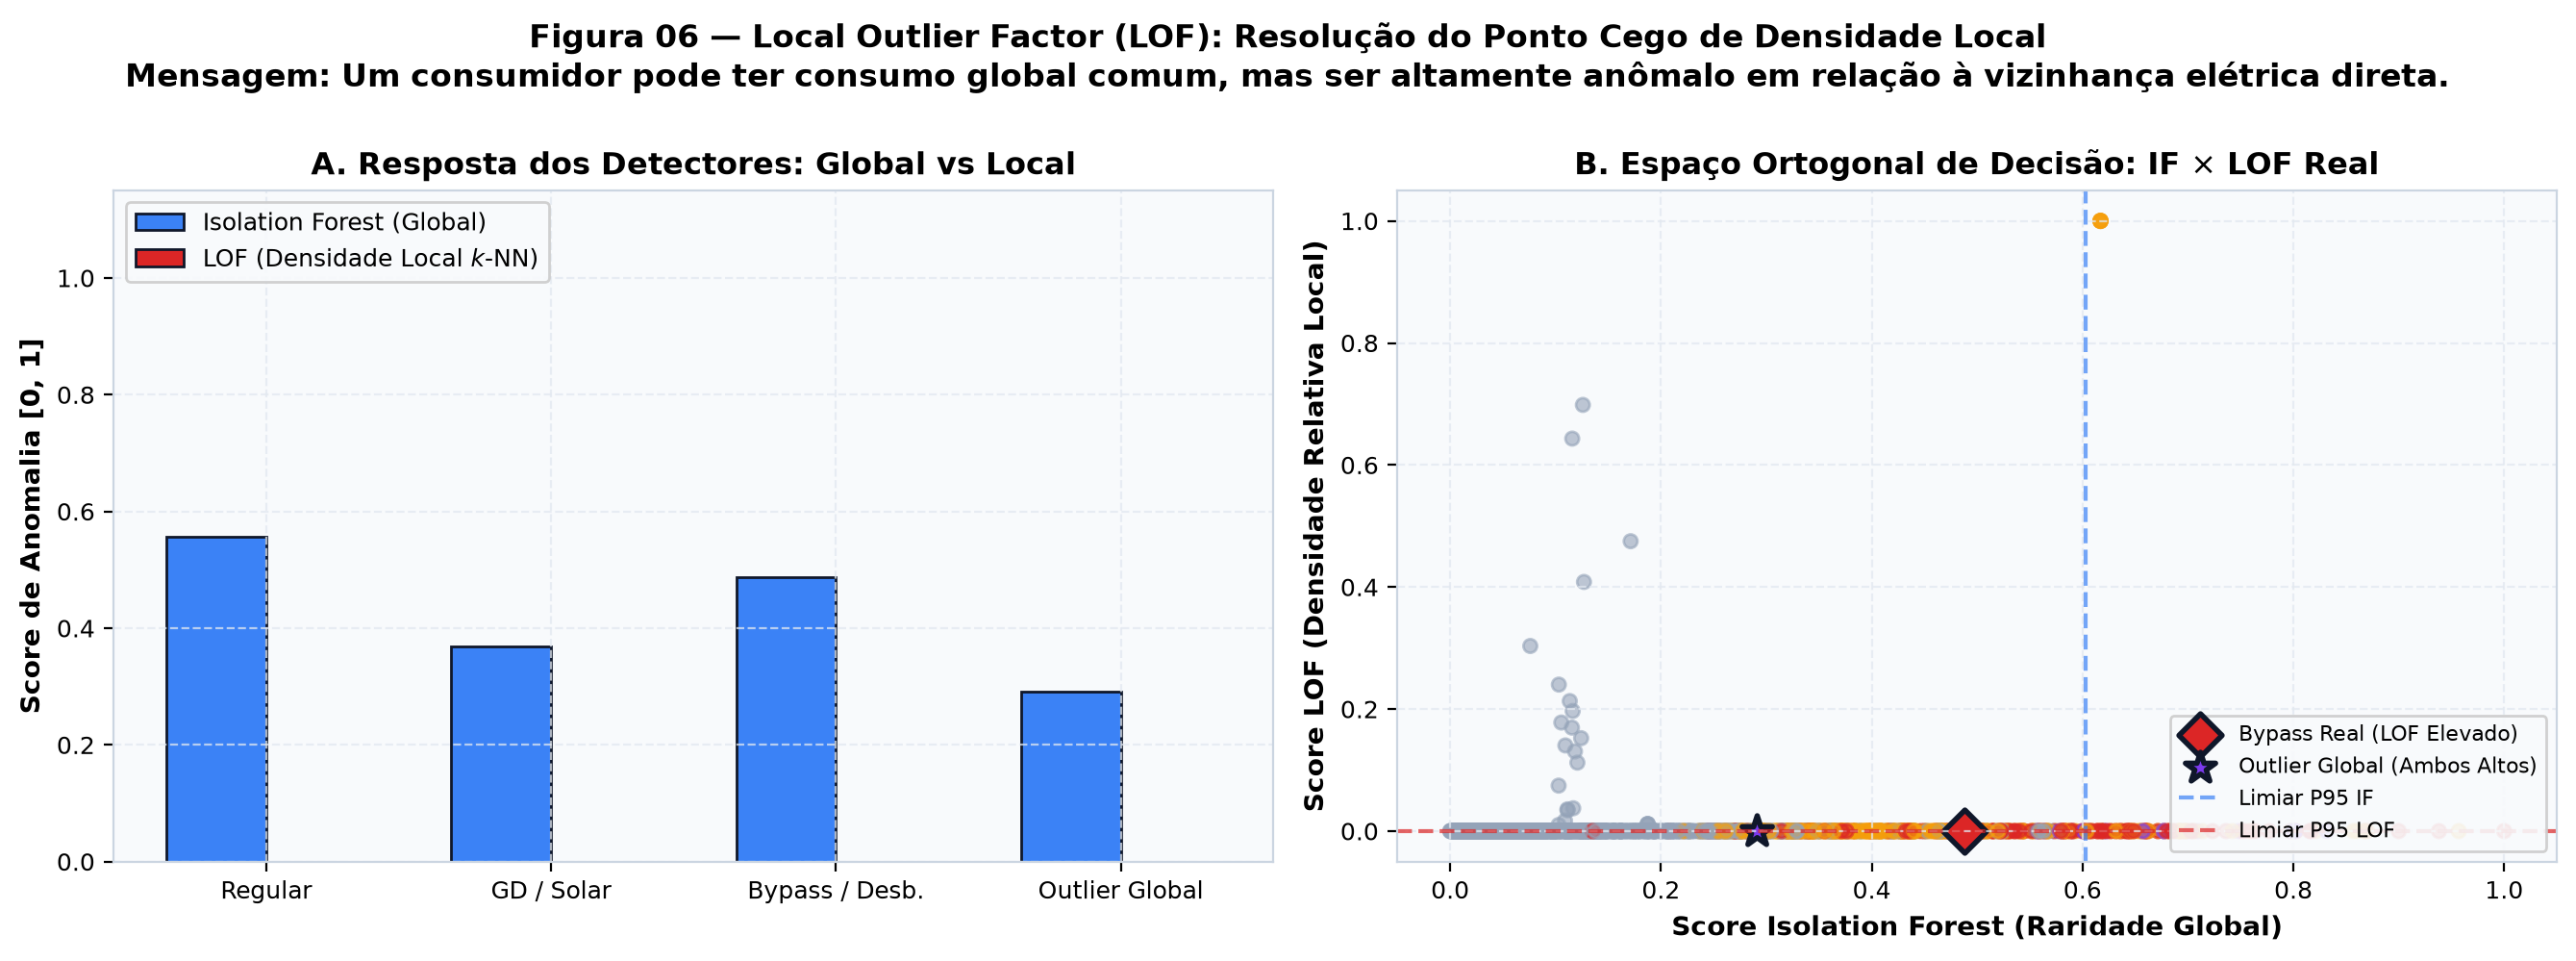 Figura 06 — Local Outlier Factor (LOF): Resolução do Ponto Cego de Densidade Local
Mensagem: Um consumidor pode ter consumo global comum, mas ser altamente anômalo em relação à vizinhança elétrica direta.
A. Resposta dos Detectores: Global vs Local
Isolation Forest (Global)
LOF (Densidade Local k-NN)
Score de Anomalia [0, 1]
1.0
0.8
0.6
0.4
0.2
0.0
Regular
GD / Solar
Bypass / Desb.
Outlier Global
B. Espaço Ortogonal de Decisão: IF × LOF Real
Score LOF (Densidade Relativa Local)
1.0
0.8
0.6
0.4
0.2
0.0
Bypass Real (LOF Elevado)
Outlier Global (Ambos Altos)
Limiar P95 IF
Limiar P95 LOF
0.0
0.2
0.4
0.6
0.8
1.0
Score Isolation Forest (Raridade Global)